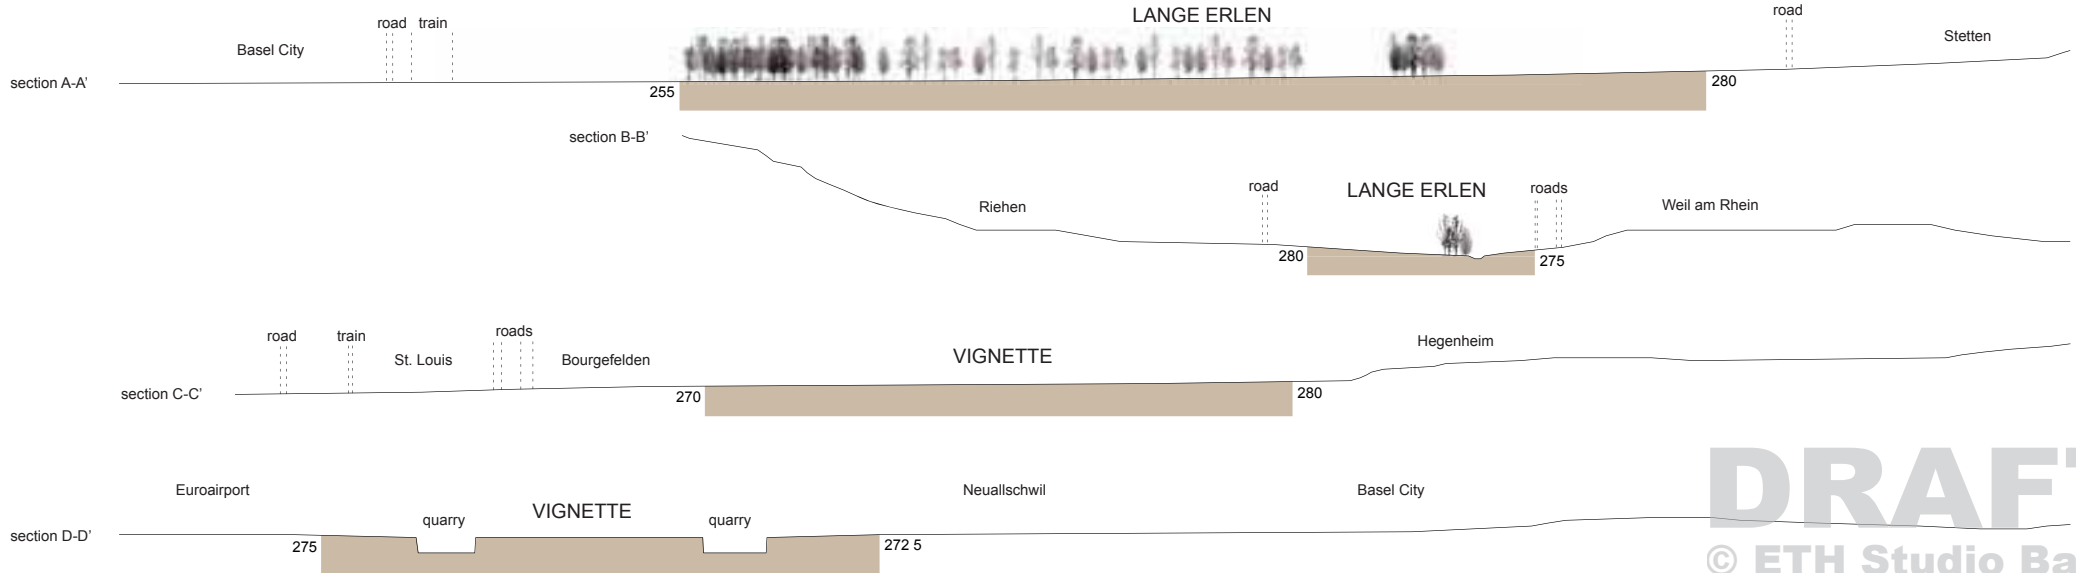 LANGE ERLEN
road train
road
Basel City
Stetten
section A-A'
255
280
section B-B'
road
LANGE ERLEN
roads
Riehen
Weil am Rhein
280
275
road
train
roads
St. Louis
Bourgefelden
VIGNETTE
Hegenheim
section C-C'
270
280
Euroairport
quarry
VIGNETTE
quarry
Neuallschwil
Basel City
section D-D'
275
272 5
DRAFT
© ETH Studio Ba